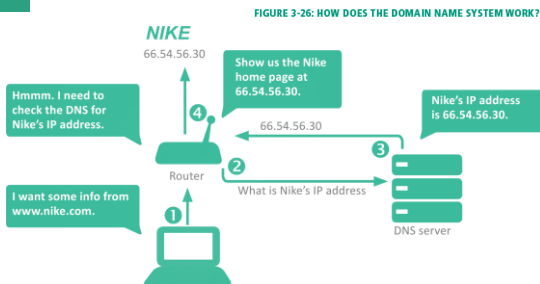 FIGURE 3-26: HOW DOES THE DOMAIN NAME SYSTEM WORK?
NIKE
66.54.56.30
Show us the Nike
home page at
66.54.56.30.
Hmmm. I need to
check the DNS for
Nike's IP address.
4
Nike's IP address
is 66.54.56.30.
66.54.56.30
3
2
Router
What is Nike's IP address
I want some info from
www.nike.com.
1
DNS server